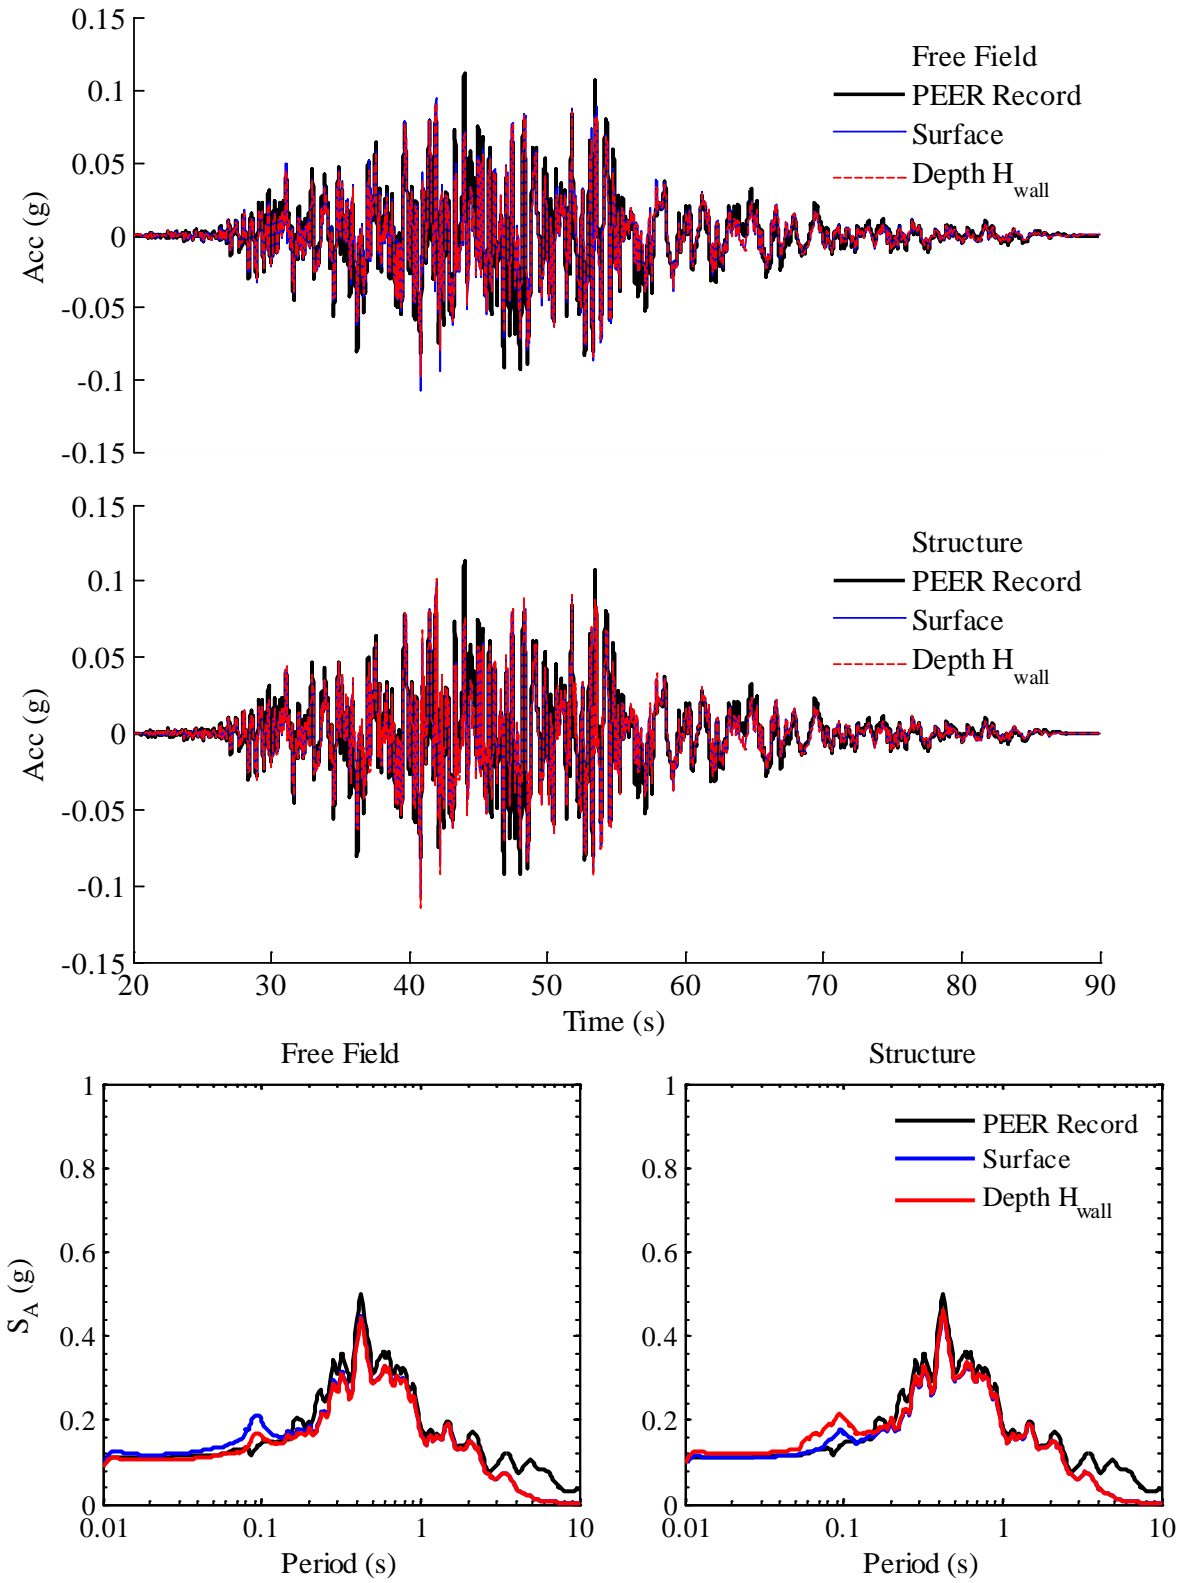 0.15
0.1
0.05
0
-0.05
-0.1
-0.15
Acc (g)
Free Field
PEER Record
Surface
Depth H_wall
0.15
0.1
0.05
0
-0.05
-0.1
-0.15
Acc (g)
Structure
PEER Record
Surface
Depth H_wall
20 30 40 50 60 70 80 90
Time (s)
Free Field
1
0.8
0.6
0.4
0.2
0
S_A (g)
0.01 0.1 1 10
Period (s)
Structure
1
0.8
0.6
0.4
0.2
0
PEER Record
Surface
Depth H_wall
0.01 0.1 1 10
Period (s)